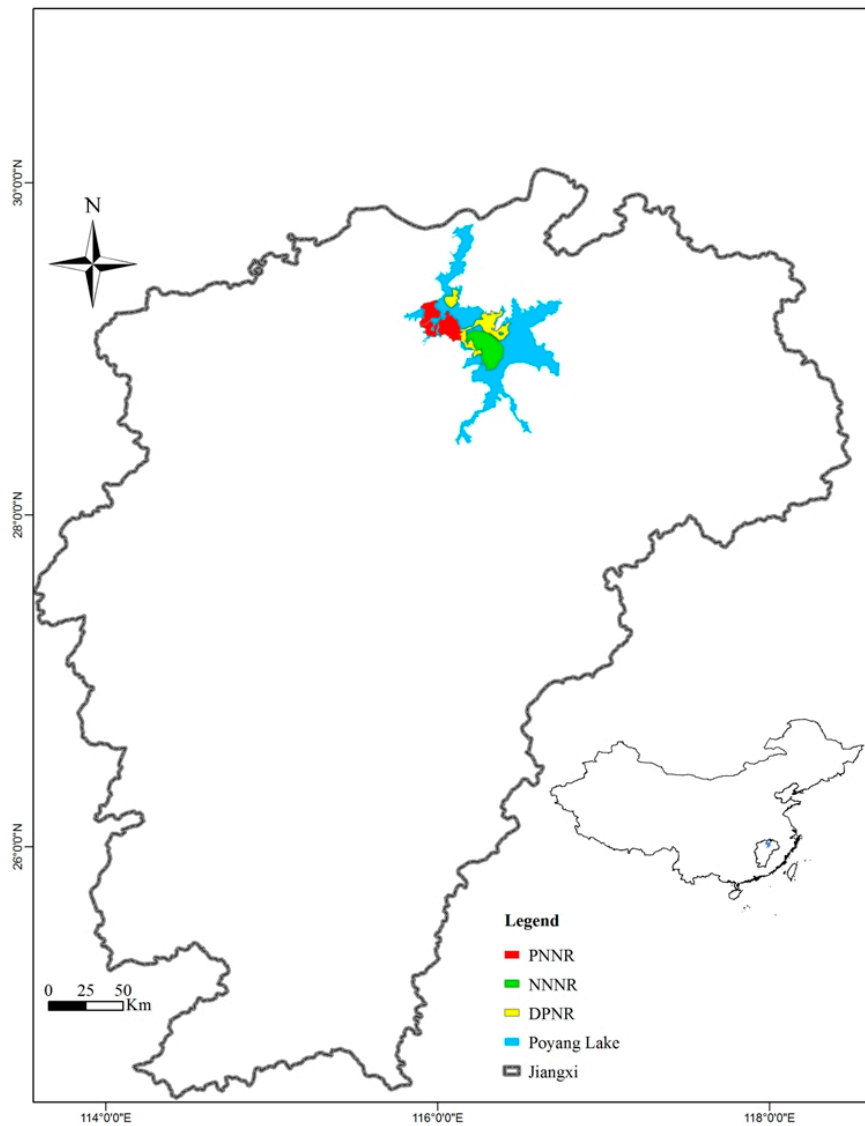 30°0'0"N
N
28°0'0"N
26°0'0"N
Legend
PNNR
NNNR
DPNR
Poyang Lake
Jiangxi
0 25 50
Km
114°0'0"E
116°0'0"E
118°0'0"E